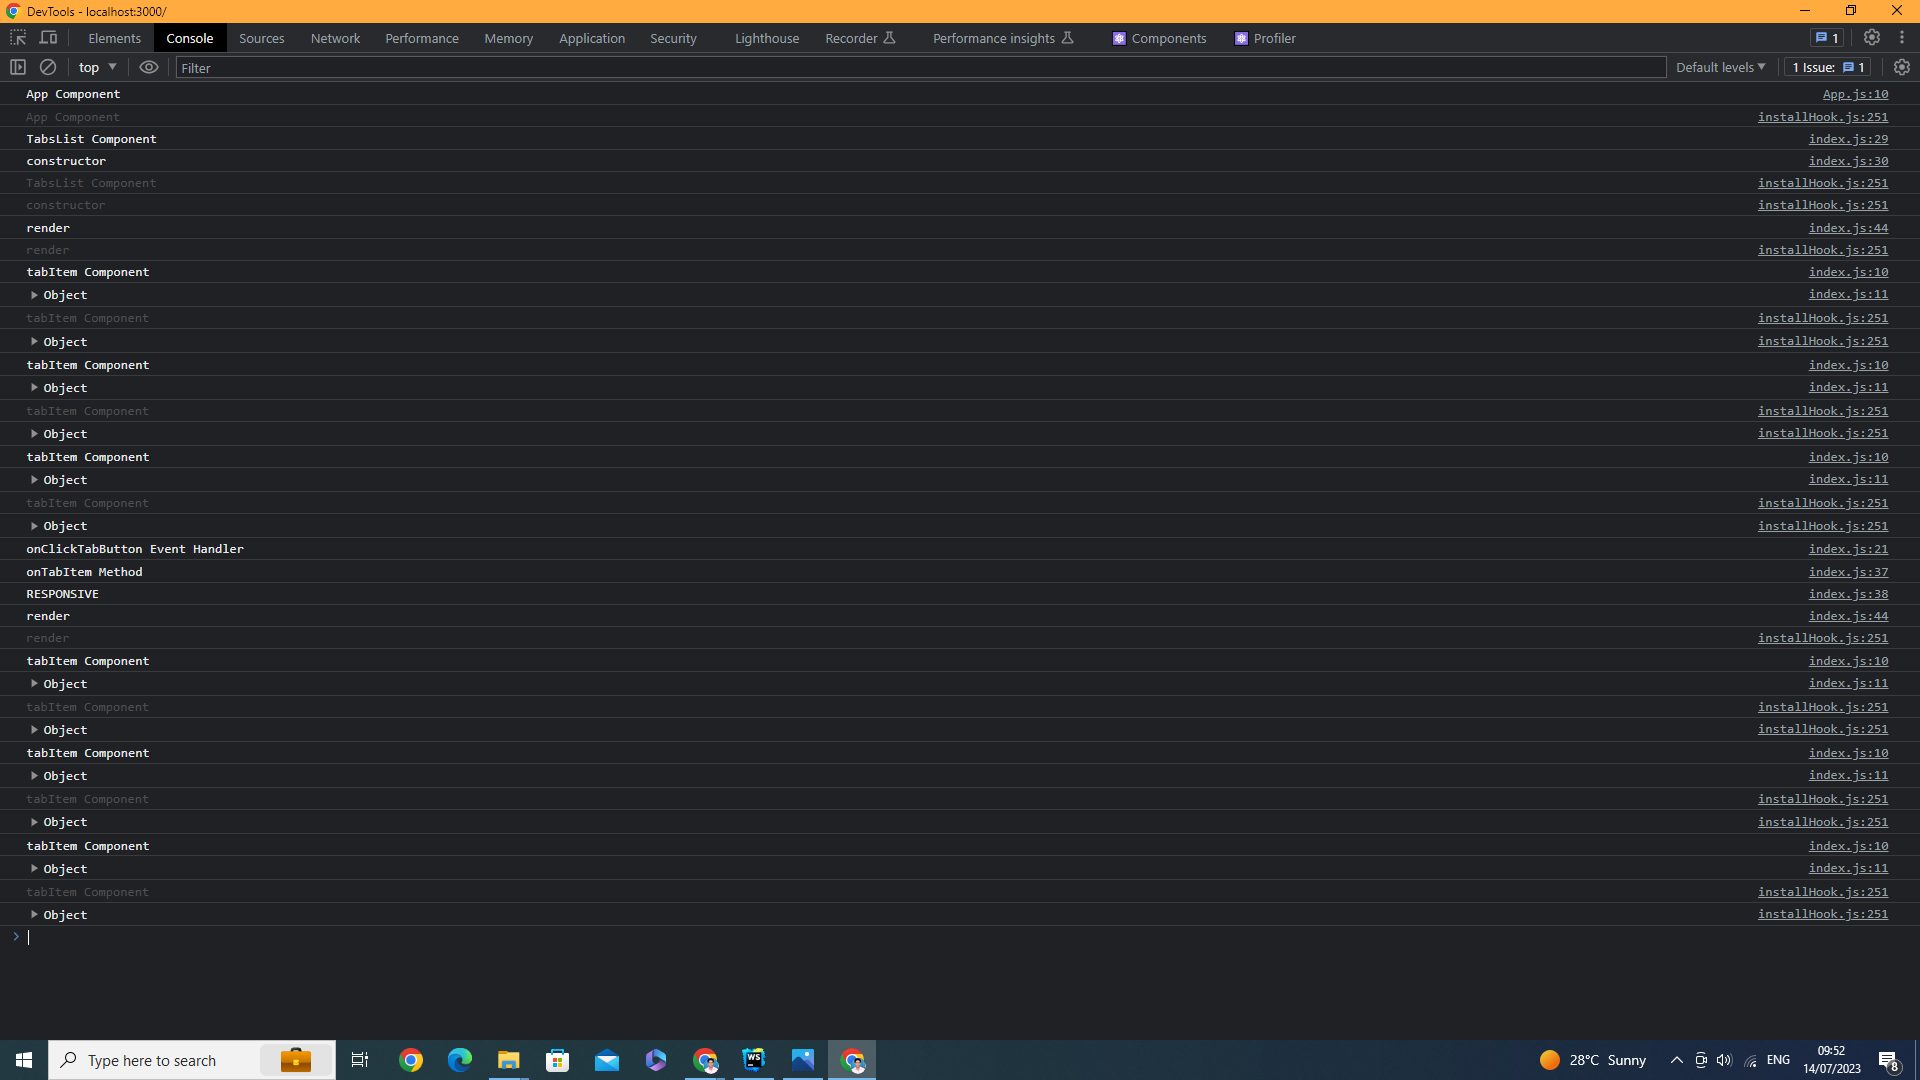 DevTools - localhost:3000/
Elements Console Sources Network Performance Memory Application Security Lighthouse Recorder Performance insights Components Profiler 1
top Filter Default levels 1 Issue: 1
App Component App.js:10
App Component installHook.js:251
TabsList Component index.js:29
constructor index.js:30
TabsList Component installHook.js:251
constructor installHook.js:251
render index.js:44
render installHook.js:251
tabItem Component index.js:10
Object index.js:11
tabItem Component installHook.js:251
Object installHook.js:251
tabItem Component index.js:10
Object index.js:11
tabItem Component installHook.js:251
Object installHook.js:251
tabItem Component index.js:10
Object index.js:11
tabItem Component installHook.js:251
Object installHook.js:251
onClickTabButton Event Handler index.js:21
onTabItem Method index.js:37
RESPONSIVE index.js:38
render index.js:44
render installHook.js:251
tabItem Component index.js:10
Object index.js:11
tabItem Component installHook.js:251
Object installHook.js:251
tabItem Component index.js:10
Object index.js:11
tabItem Component installHook.js:251
Object installHook.js:251
tabItem Component index.js:10
Object index.js:11
tabItem Component installHook.js:251
Object installHook.js:251
Type here to search WS 28°C Sunny ENG 09:52
14/07/2023 8